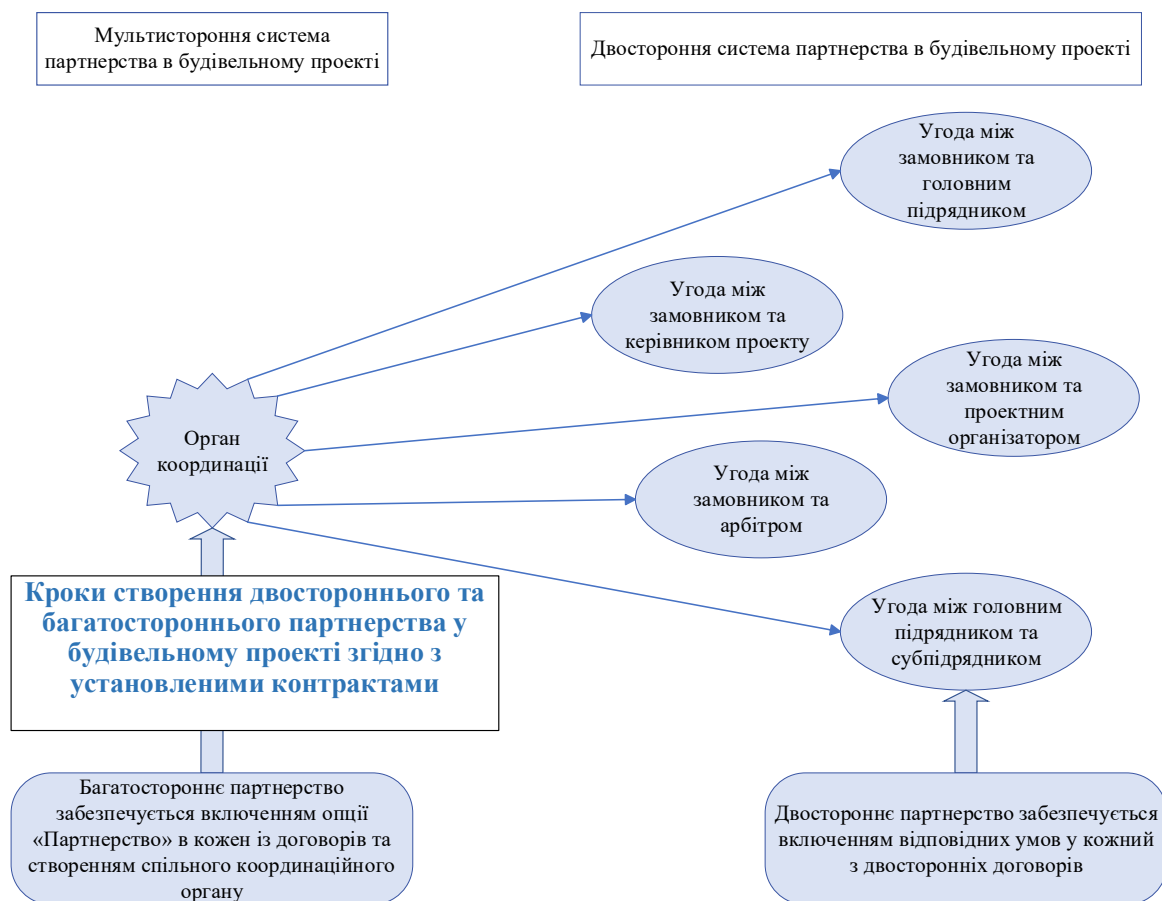 Мультистороння система
партнерства в будівельному проекті
Двостороння система партнерства в будівельному проекті
Угода між
замовником та
головним
підрядником
Угода між
замовником та
керівником проекту
Угода між
замовником та
проектним
організатором
Орган
координації
Угода між
замовником та
арбітром
Кроки створення двостороннього та
багатостороннього партнерства у
будівельному проекті згідно з
установленими контрактами
Угода між головним
підрядником та
субпідрядником
Багатостороннє партнерство
забезпечується включенням опції
«Партнерство» в кожен із договорів та
створенням спільного координаційного
органу
Двостороннє партнерство забезпечується
включенням відповідних умов у кожний
з двосторонніх договорів